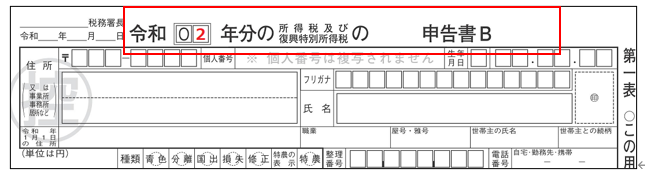 税務署長
令和 年 月 日
令和 0 2 年分の 所得税及び 復興特別所得税 の 申告書B
第一表
〇この用
住所
又は
事業所
事務所
居所など
〒
個人番号
※ 個人番号は複写されません
生年
月日
フリガナ
氏名
㊞
控
令和 年
1月1日
の住所
職業
屋号・雅号
世帯主の氏名
世帯主との続柄
(単位は円)
種類 青色 分離 国出 損失 修正 特農の表示 特農 整理番号
電話番号
自宅・勤務先・携帯